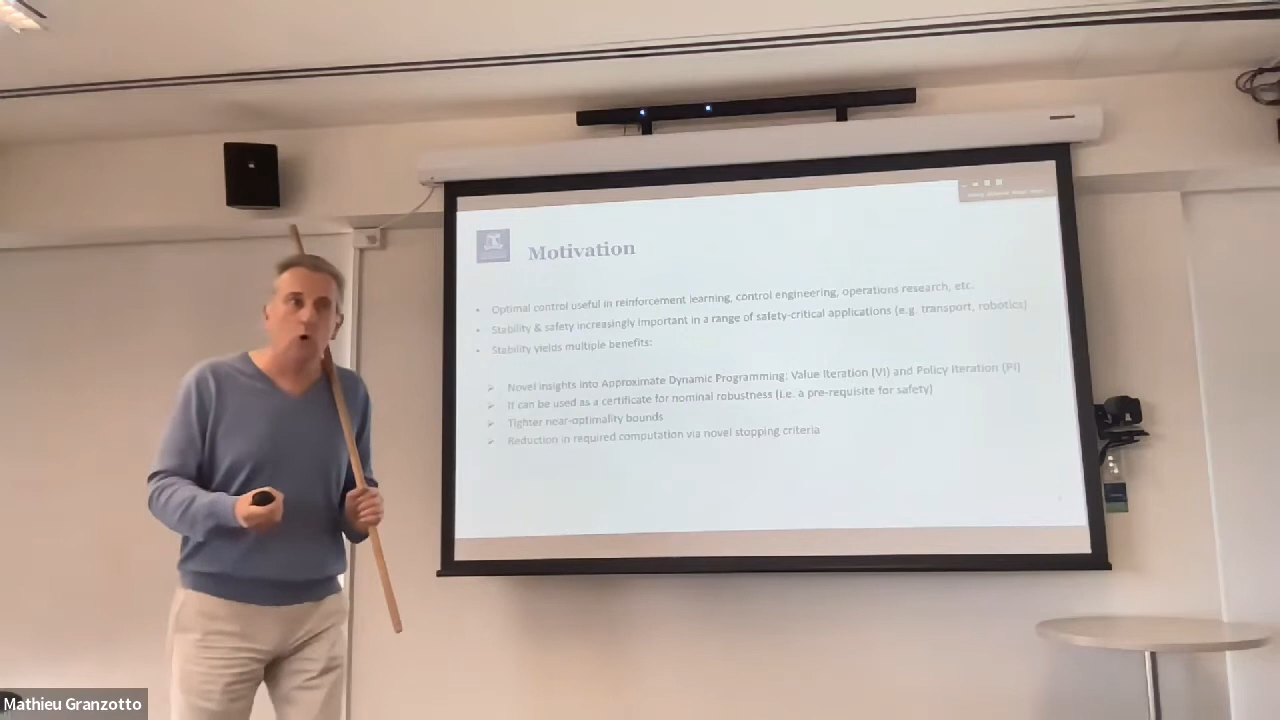 Motivation
• Optimal control useful in reinforcement learning, control engineering, operations research, etc.
• Stability & safety increasingly important in a range of safety-critical applications (e.g. transport, robotics)
• Stability yields multiple benefits:
➢ Novel insights into Approximate Dynamic Programming: Value Iteration (VI) and Policy Iteration (PI)
➢ It can be used as a certificate for nominal robustness (i.e. a pre-requisite for safety)
➢ Tighter near-optimality bounds
➢ Reduction in required computation via novel stopping criteria
Mathieu Granzotto